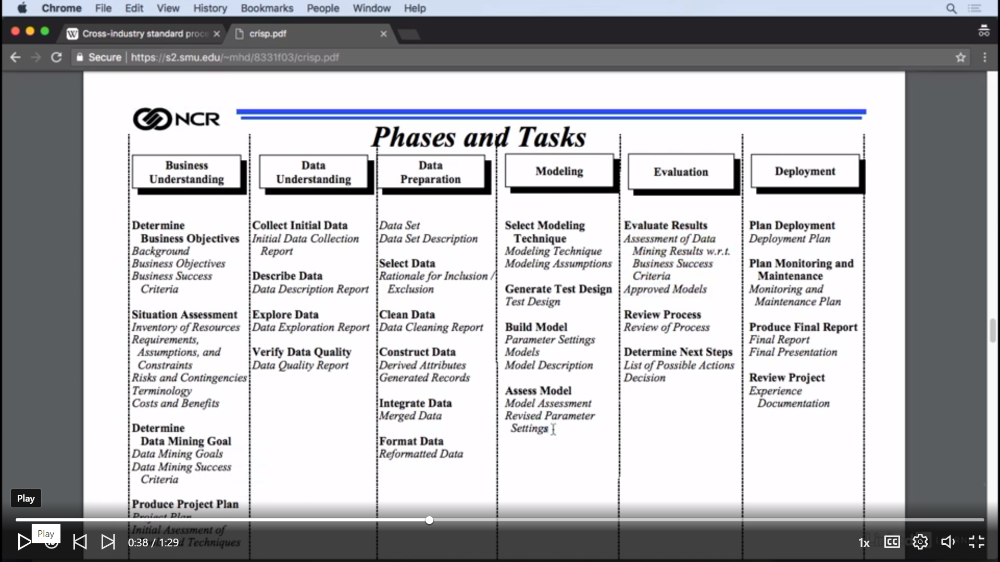 Chrome File Edit View History Bookmarks People Window Help
Cross-industry standard proce
crisp.pdf
Secure https://s2.smu.edu/~mhd/8331f03/crisp.pdf
NCR
Phases and Tasks
Business
Understanding
Determine
Business Objectives
Background
Business Objectives
Business Success
Criteria
Situation Assessment
Inventory of Resources
Requirements,
Assumptions, and
Constraints
Risks and Contingencies
Terminology
Costs and Benefits
Determine
Data Mining Goal
Data Mining Goals
Data Mining Success
Criteria
Produce Project Plan
Project Plan
Initial Asessment of
Techniques
Data
Understanding
Collect Initial Data
Initial Data Collection
Report
Describe Data
Data Description Report
Explore Data
Data Exploration Report
Verify Data Quality
Data Quality Report
Data
Preparation
Data Set
Data Set Description
Select Data
Rationale for Inclusion /
Exclusion
Clean Data
Data Cleaning Report
Construct Data
Derived Attributes
Generated Records
Integrate Data
Merged Data
Format Data
Reformatted Data
Modeling
Select Modeling
Technique
Modeling Technique
Modeling Assumptions
Generate Test Design
Test Design
Build Model
Parameter Settings
Models
Model Description
Assess Model
Model Assessment
Revised Parameter
Settings
Evaluation
Evaluate Results
Assessment of Data
Mining Results w.r.t.
Business Success
Criteria
Approved Models
Review Process
Review of Process
Determine Next Steps
List of Possible Actions
Decision
Deployment
Plan Deployment
Deployment Plan
Plan Monitoring and
Maintenance
Monitoring and
Maintenance Plan
Produce Final Report
Final Report
Final Presentation
Review Project
Experience
Documentation
Play
Play
0:38 / 1:29
1x
CC